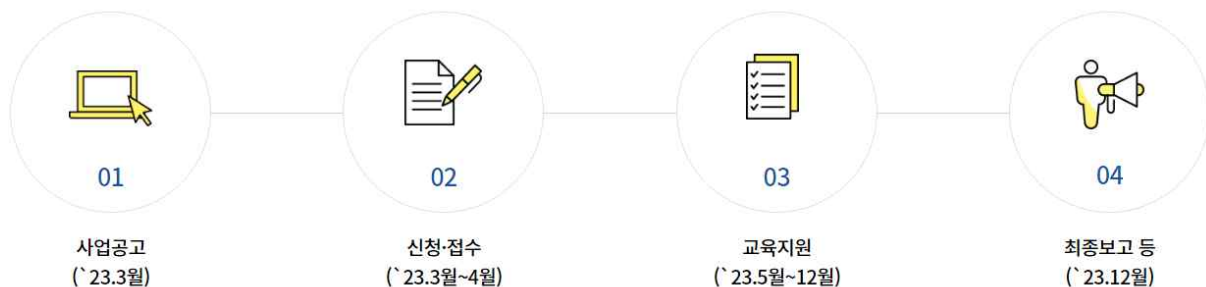 01
02
03
04
사업공고
(`23.3월)
신청·접수
(`23.3월~4월)
교육지원
(`23.5월~12월)
최종보고 등
(`23.12월)